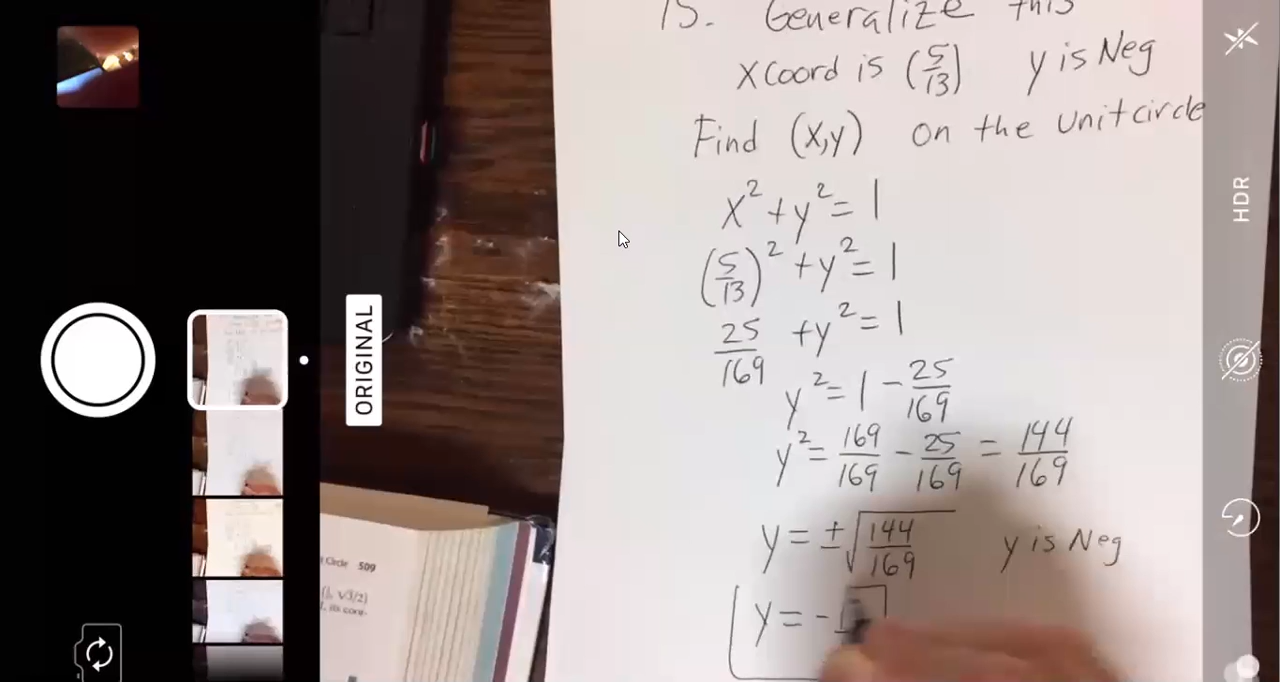 15. Generalize this
x coord is (5/13) y is Neg
Find (x,y) on the unit circle
x² + y² = 1
(5/13)² + y² = 1
25/169 + y² = 1
y² = 1 - 25/169
y² = 169/169 - 25/169 = 144/169
y = ±√144/169 y is Neg
y = -
ORIGINAL
HDR
Circle 509